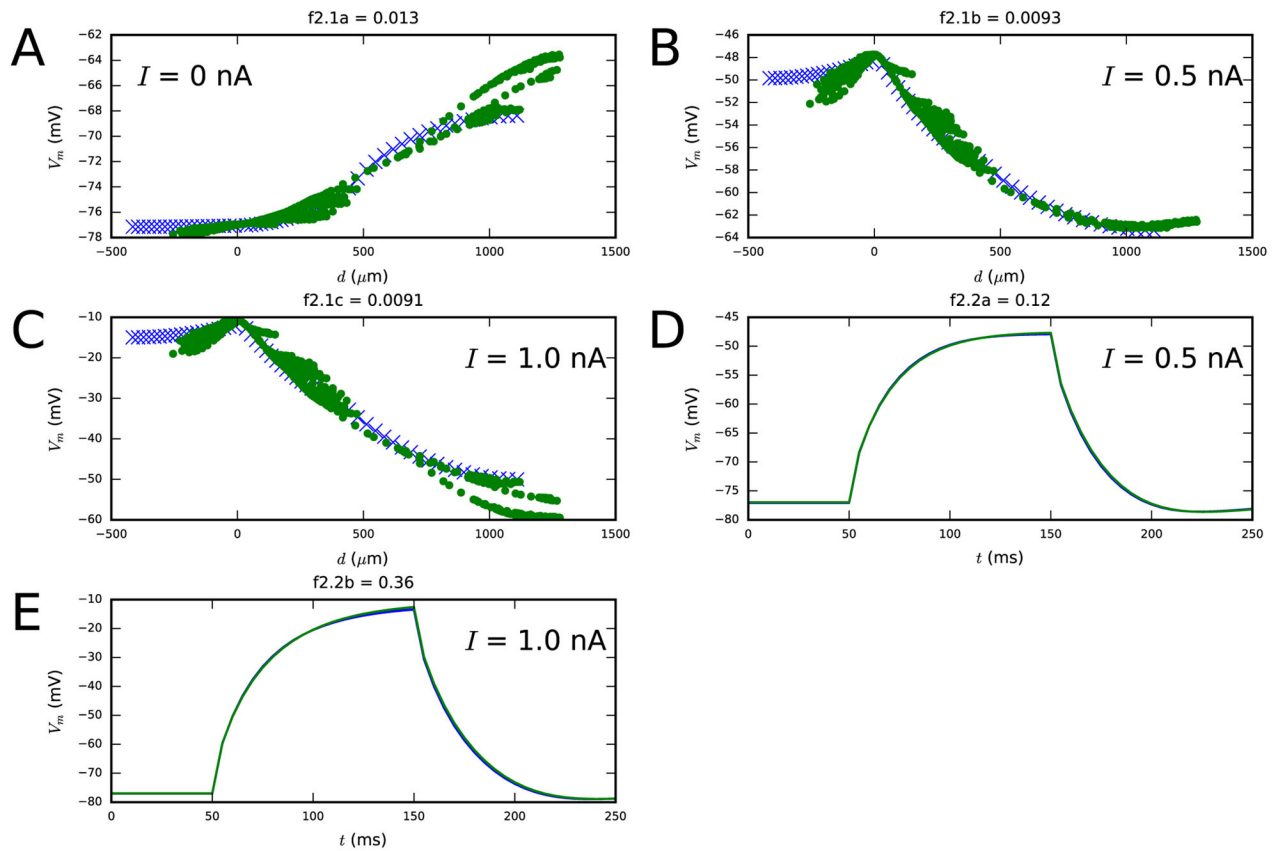 A
f2.1a = 0.013
I = 0 nA
−62
−64
−66
−68
−70
−72
−74
−76
−78
V_m (mV)
−500 0 500 1000 1500
d (μm)
B
f2.1b = 0.0093
I = 0.5 nA
−46
−48
−50
−52
−54
−56
−58
−60
−62
−64
V_m (mV)
−500 0 500 1000 1500
d (μm)
C
f2.1c = 0.0091
I = 1.0 nA
−10
−20
−30
−40
−50
−60
V_m (mV)
−500 0 500 1000 1500
d (μm)
D
f2.2a = 0.12
I = 0.5 nA
−45
−50
−55
−60
−65
−70
−75
−80
V_m (mV)
0 50 100 150 200 250
t (ms)
E
f2.2b = 0.36
I = 1.0 nA
−10
−20
−30
−40
−50
−60
−70
−80
V_m (mV)
0 50 100 150 200 250
t (ms)